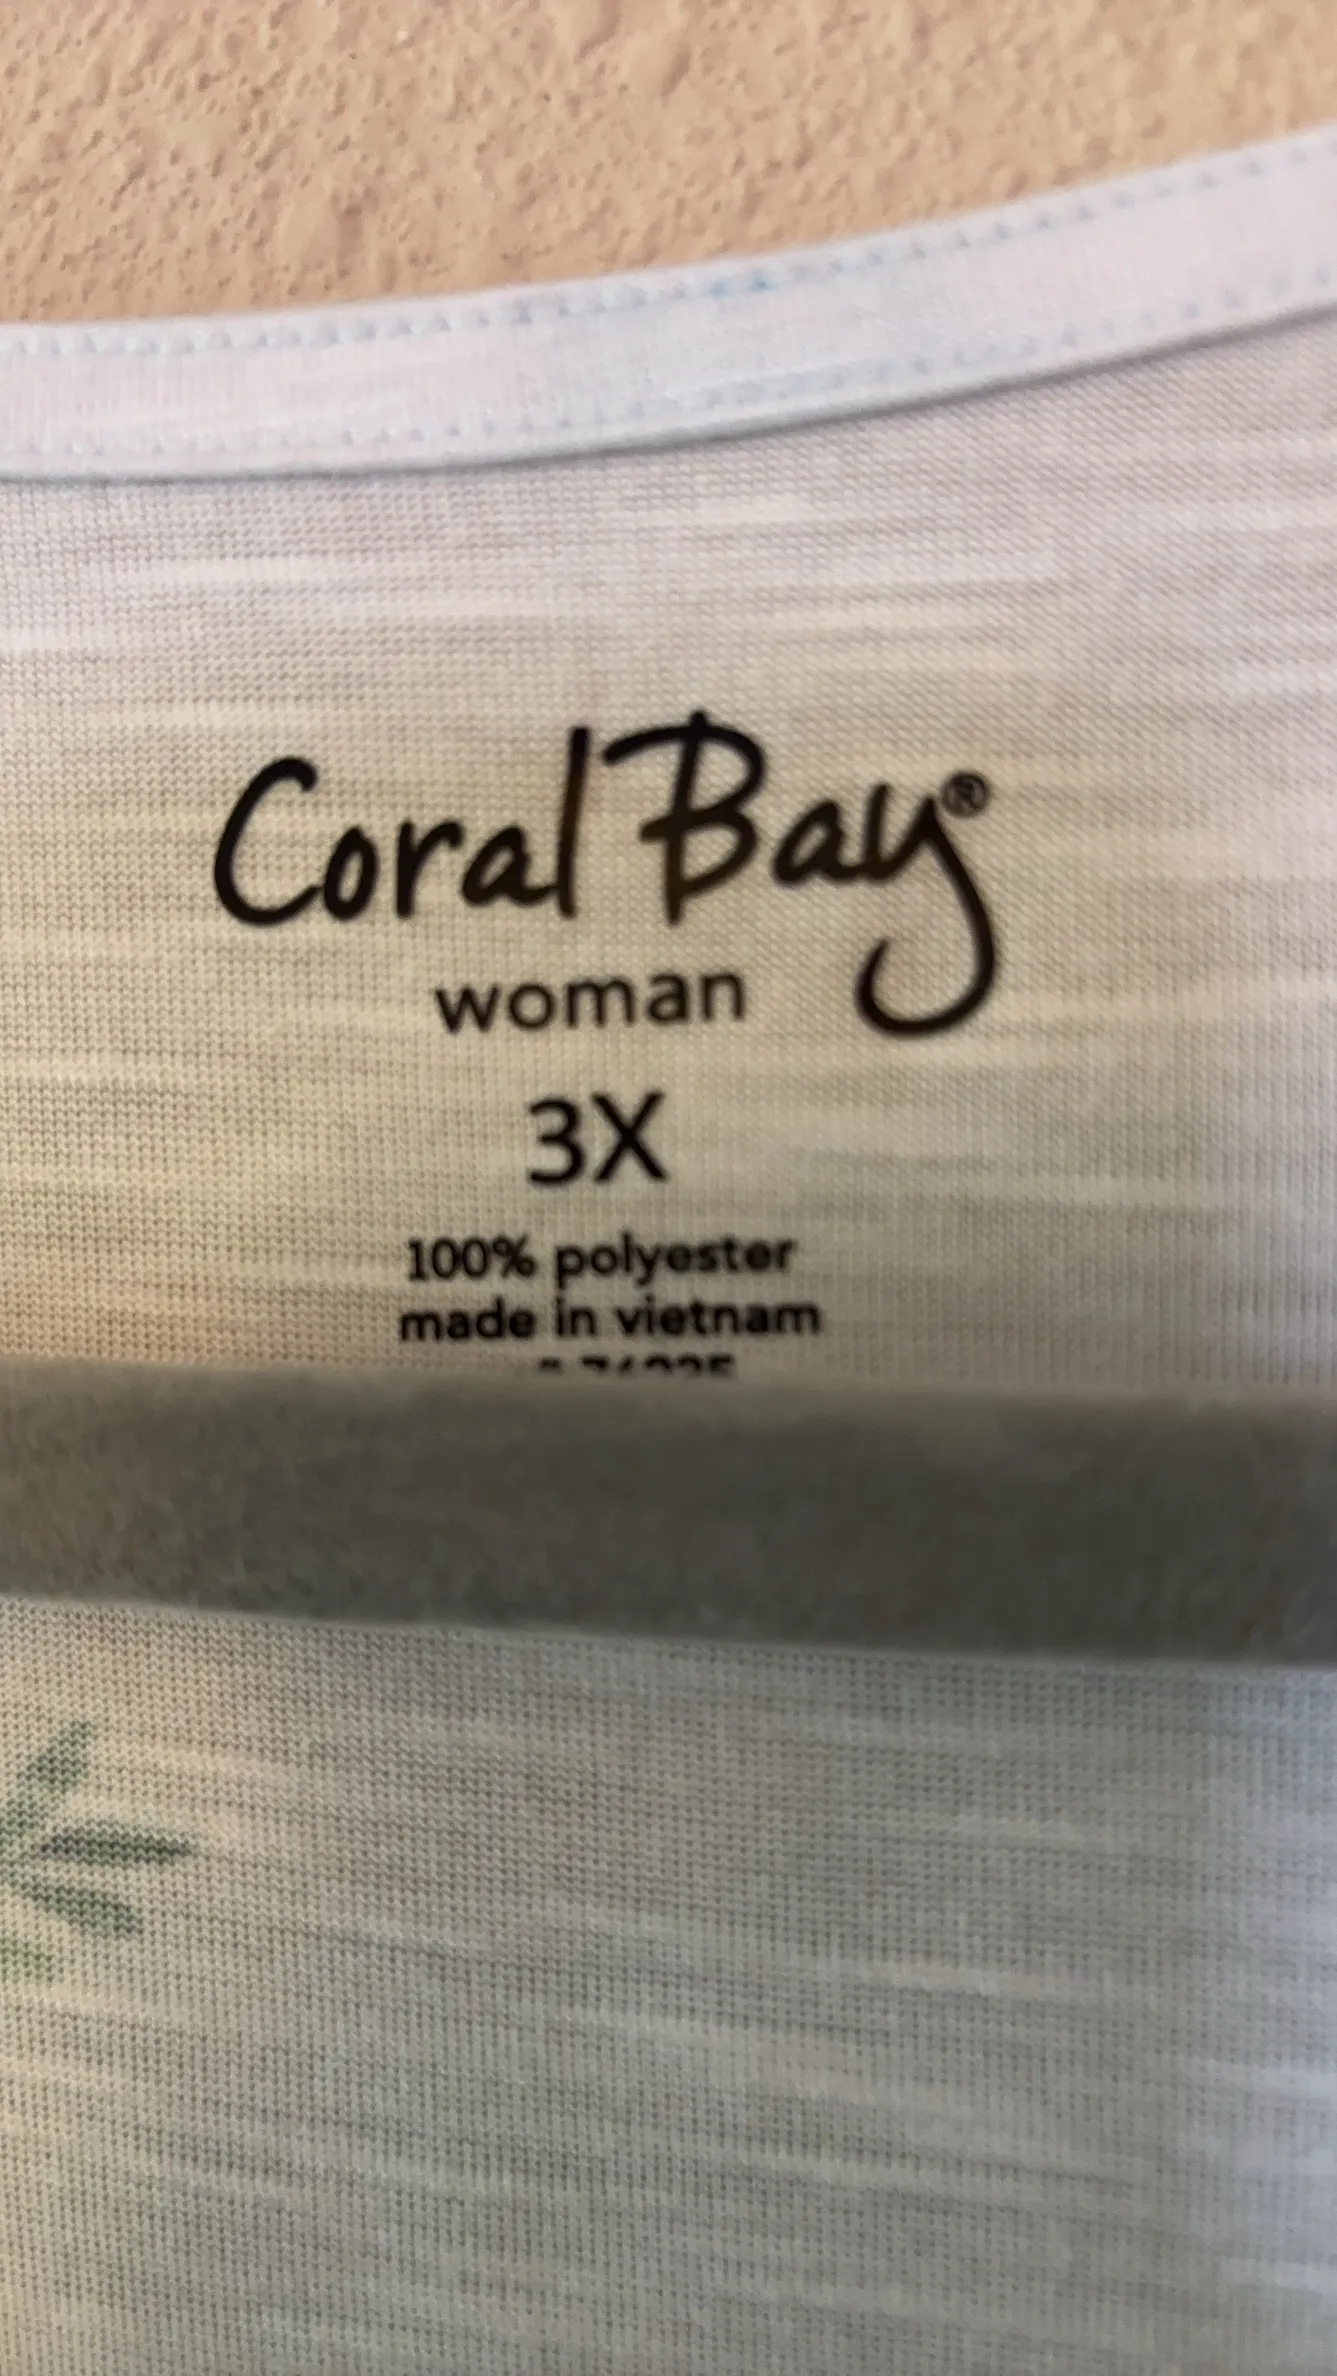 Coral Bay®
woman
3X
100% polyester
made in vietnam